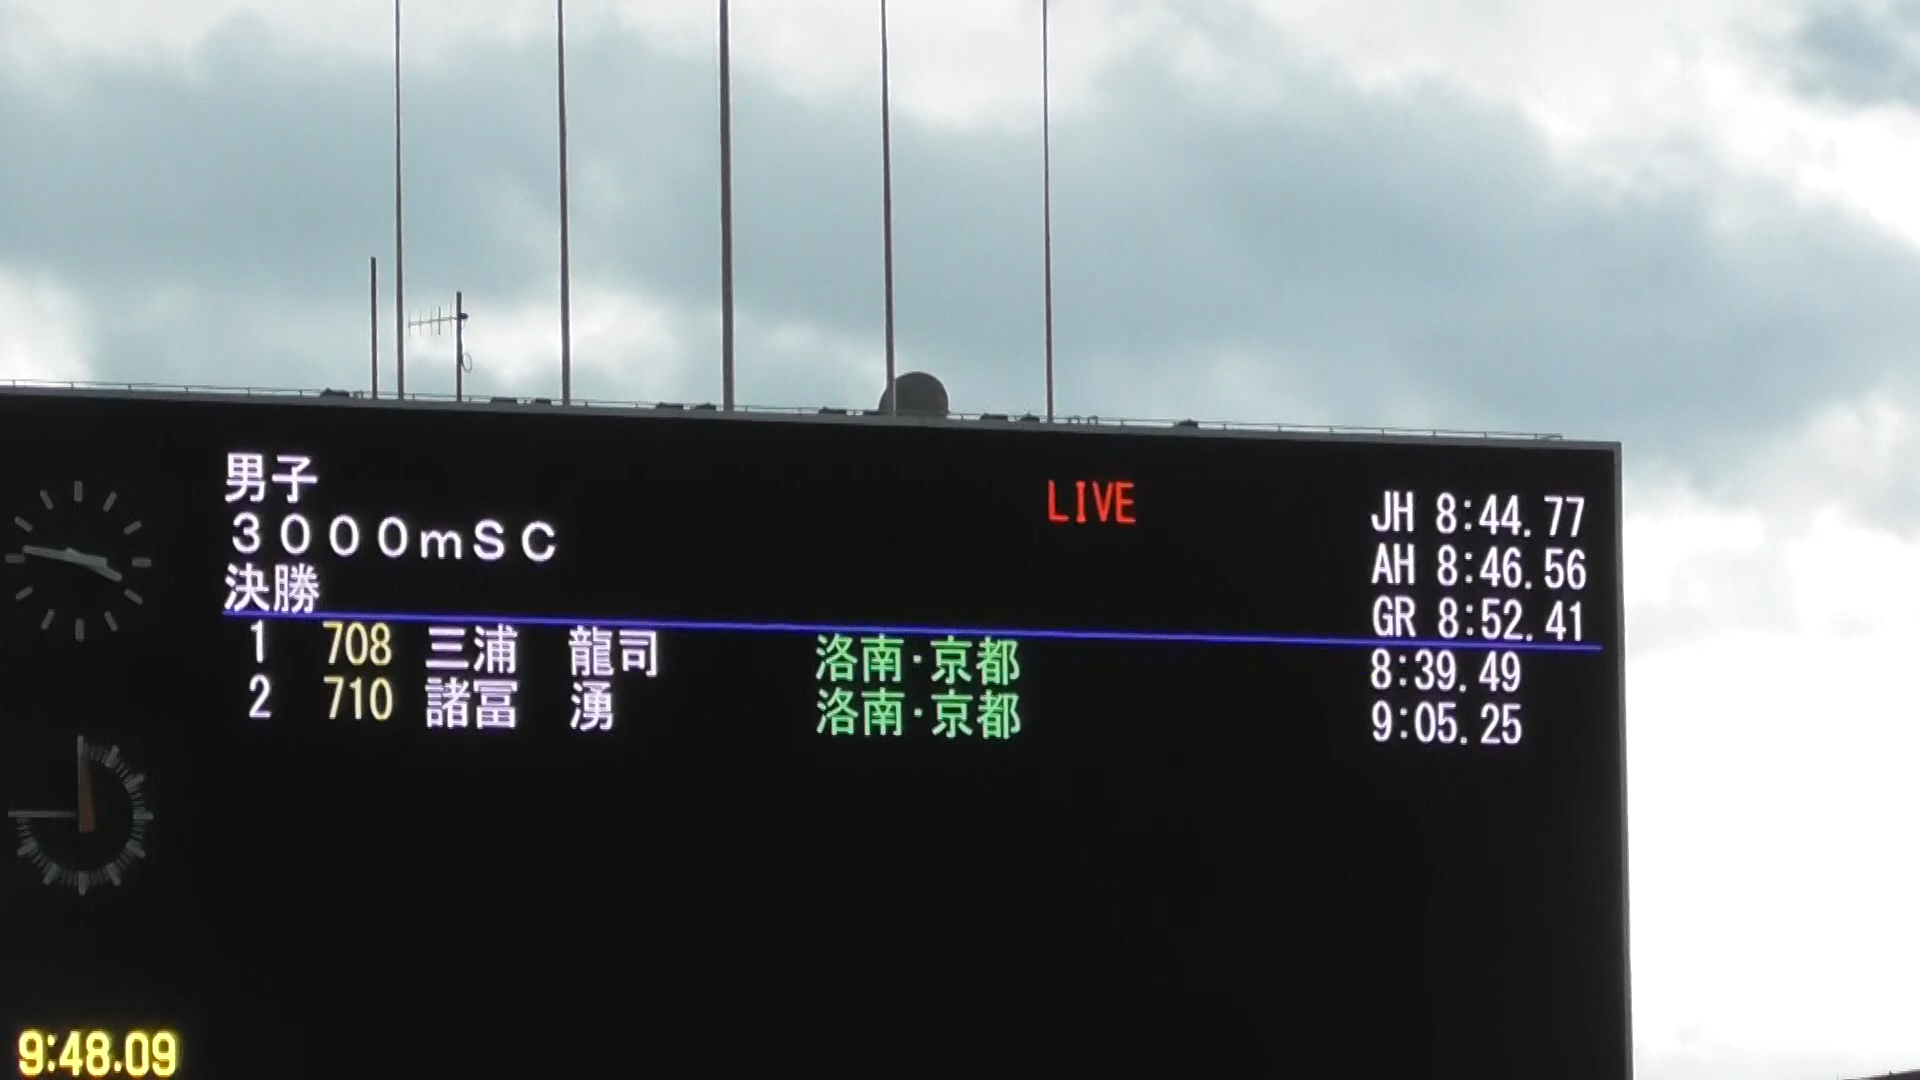 男子
３０００ｍＳＣ
決勝
LIVE
JH 8:44.77
AH 8:46.56
GR 8:52.41
1 708 三浦 龍司 洛南･京都 8:39.49
2 710 諸冨 湧 洛南･京都 9:05.25
9:48.09